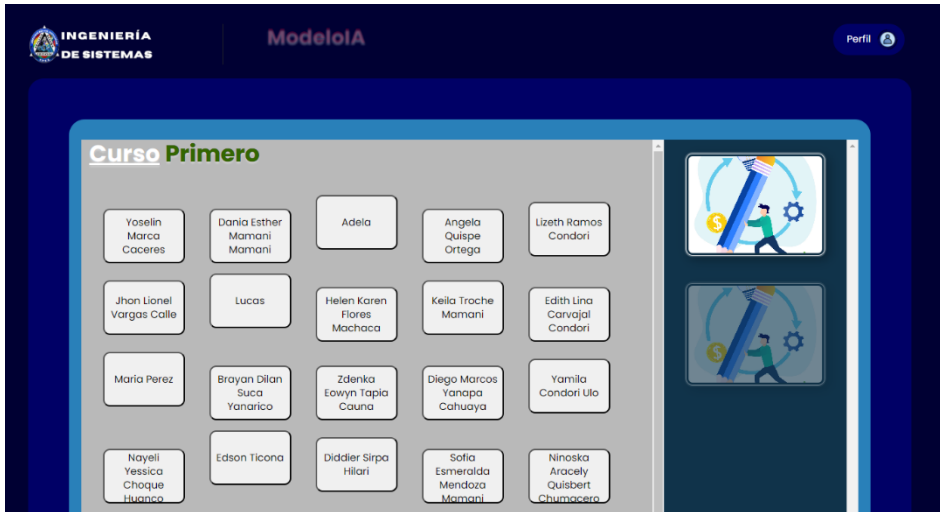 INGENIERÍA
DE SISTEMAS
ModeloIA
Perfil
Curso Primero
Yoselin
Marca
Caceres
Dania Esther
Mamani
Mamani
Adela
Angela
Quispe
Ortega
Lizeth Ramos
Condori
Jhon Lionel
Vargas Calle
Lucas
Helen Karen
Flores
Machaca
Keila Troche
Mamani
Edith Lina
Carvajal
Condori
Maria Perez
Brayan Dilan
Suca
Yanarico
Zdenka
Eowyn Tapia
Cauna
Diego Marcos
Yanapa
Cahuaya
Yamila
Condori Ulo
Nayeli
Yessica
Choque
Huanco
Edson Ticona
Diddier Sirpa
Hilari
Sofia
Esmeralda
Mendoza
Mamani
Ninoska
Aracely
Quisbert
Chumacero